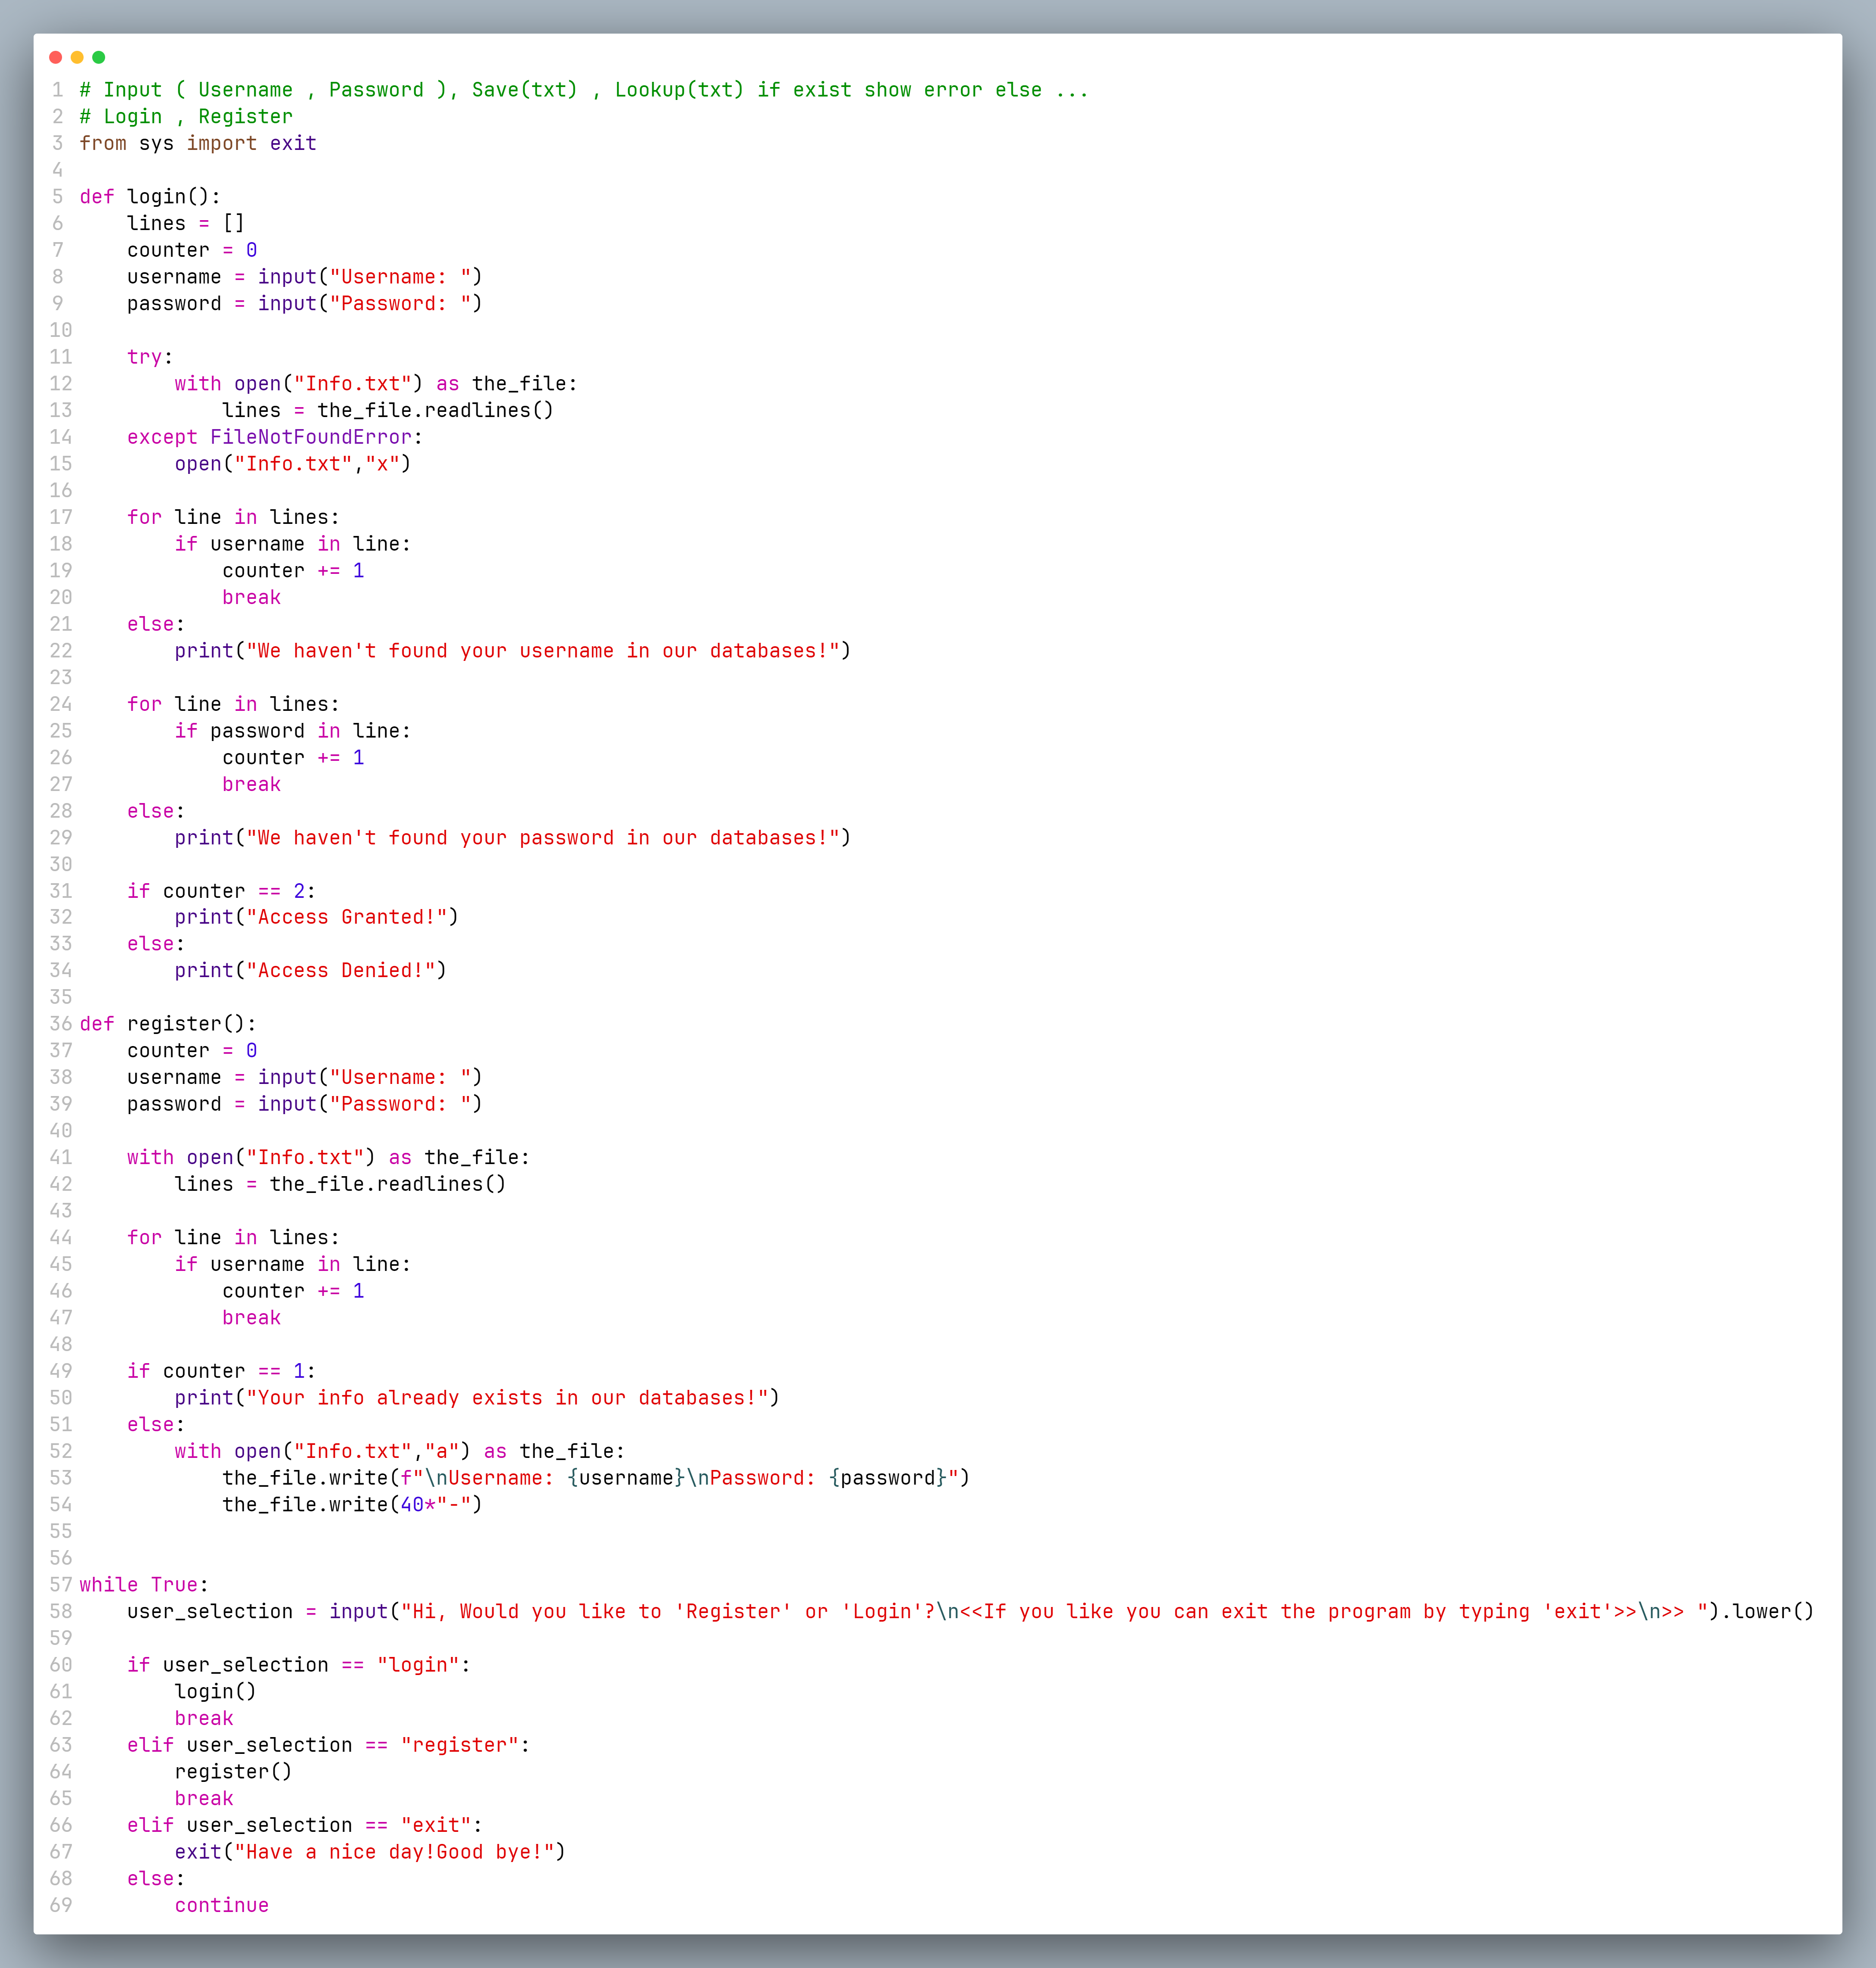 1 # Input ( Username , Password ), Save(txt) , Lookup(txt) if exist show error else ...
2 # Login , Register
3 from sys import exit
4
5 def login():
6     lines = []
7     counter = 0
8     username = input("Username: ")
9     password = input("Password: ")
10
11     try:
12         with open("Info.txt") as the_file:
13             lines = the_file.readlines()
14     except FileNotFoundError:
15         open("Info.txt","x")
16
17     for line in lines:
18         if username in line:
19             counter += 1
20             break
21     else:
22         print("We haven't found your username in our databases!")
23
24     for line in lines:
25         if password in line:
26             counter += 1
27             break
28     else:
29         print("We haven't found your password in our databases!")
30
31     if counter == 2:
32         print("Access Granted!")
33     else:
34         print("Access Denied!")
35
36 def register():
37     counter = 0
38     username = input("Username: ")
39     password = input("Password: ")
40
41     with open("Info.txt") as the_file:
42         lines = the_file.readlines()
43
44     for line in lines:
45         if username in line:
46             counter += 1
47             break
48
49     if counter == 1:
50         print("Your info already exists in our databases!")
51     else:
52         with open("Info.txt","a") as the_file:
53             the_file.write(f"\nUsername: {username}\nPassword: {password}")
54             the_file.write(40*"-")
55
56
57 while True:
58     user_selection = input("Hi, Would you like to 'Register' or 'Login'?\n<<If you like you can exit the program by typing 'exit'>>\n>> ").lower()
59
60     if user_selection == "login":
61         login()
62         break
63     elif user_selection == "register":
64         register()
65         break
66     elif user_selection == "exit":
67         exit("Have a nice day!Good bye!")
68     else:
69         continue